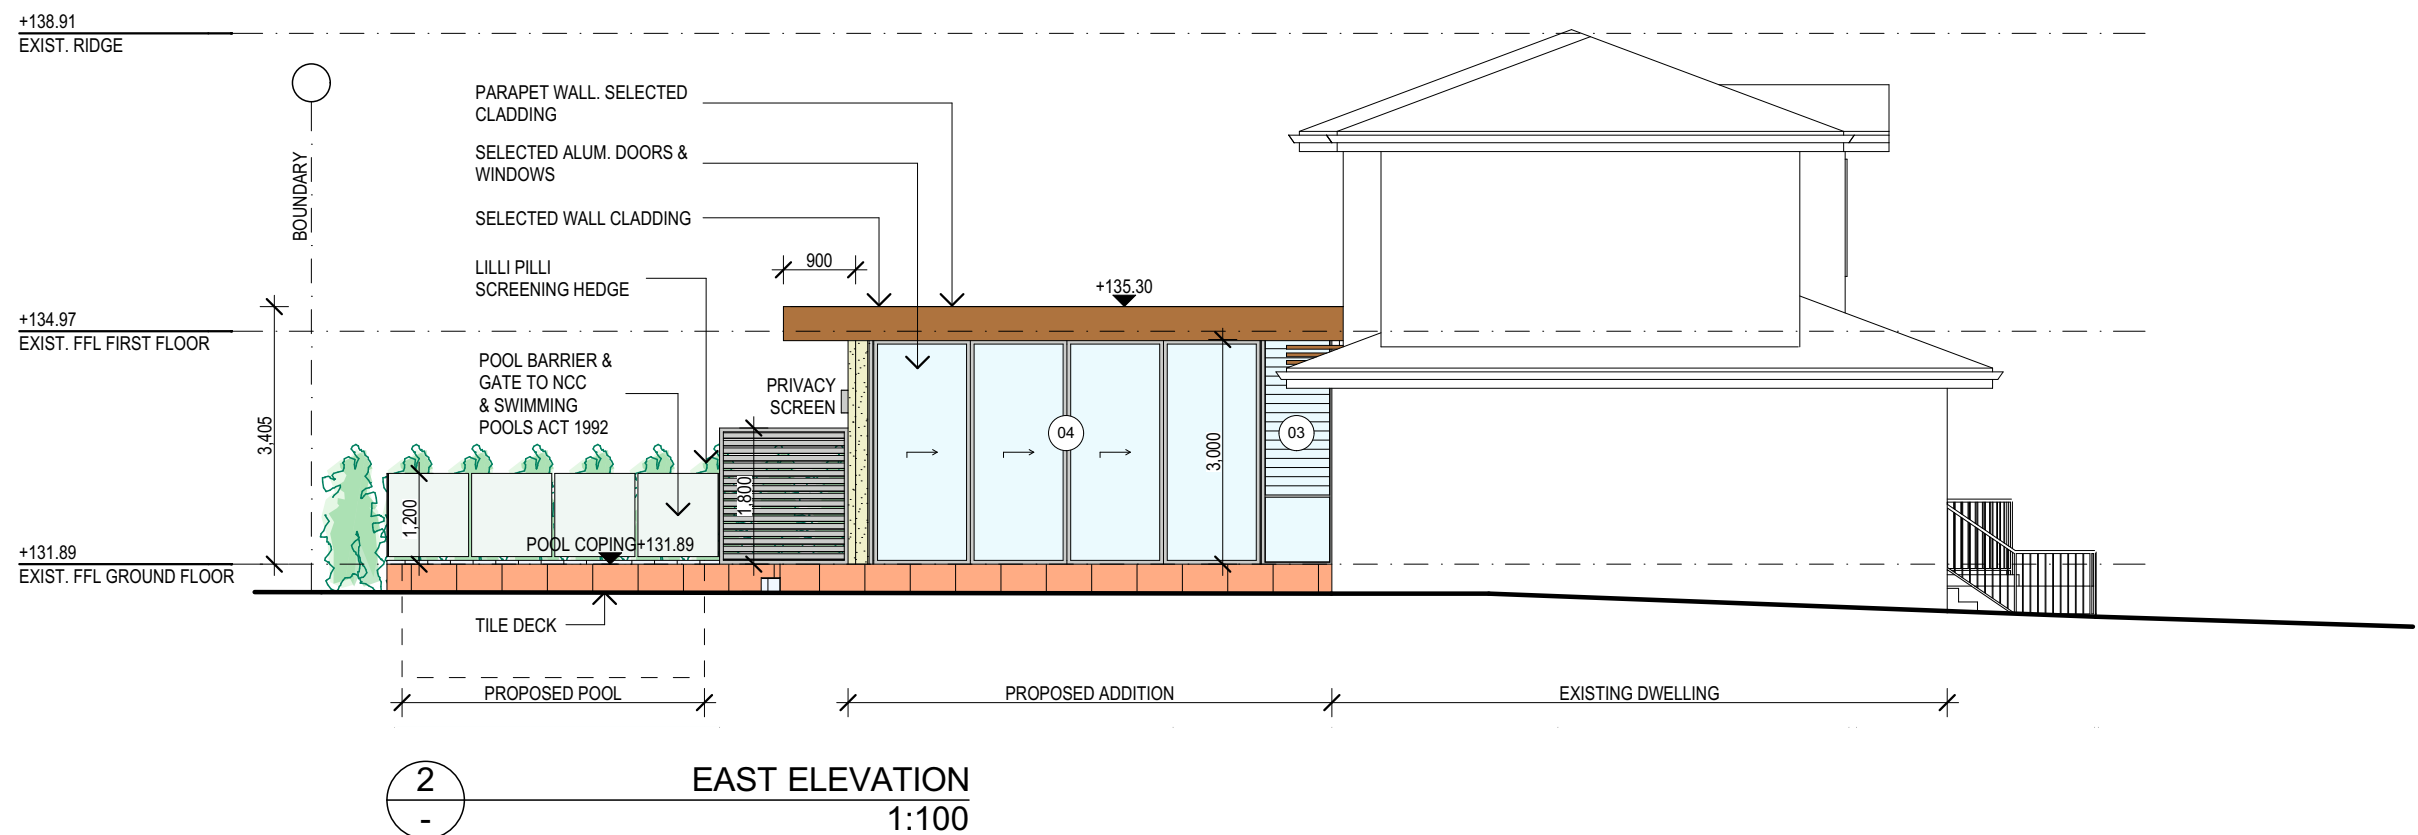 +138.91
EXIST. RIDGE
BOUNDARY
PARAPET WALL. SELECTED
CLADDING
SELECTED ALUM. DOORS &
WINDOWS
SELECTED WALL CLADDING
LILLI PILLI
SCREENING HEDGE
900
+135.30
+134.97
EXIST. FFL FIRST FLOOR
POOL BARRIER &
GATE TO NCC
& SWIMMING
POOLS ACT 1992
PRIVACY
SCREEN
3,405
04
03
3,000
1,800
1,200
POOL COPING+131.89
+131.89
EXIST. FFL GROUND FLOOR
TILE DECK
PROPOSED POOL
PROPOSED ADDITION
EXISTING DWELLING
2
-
EAST ELEVATION
1:100